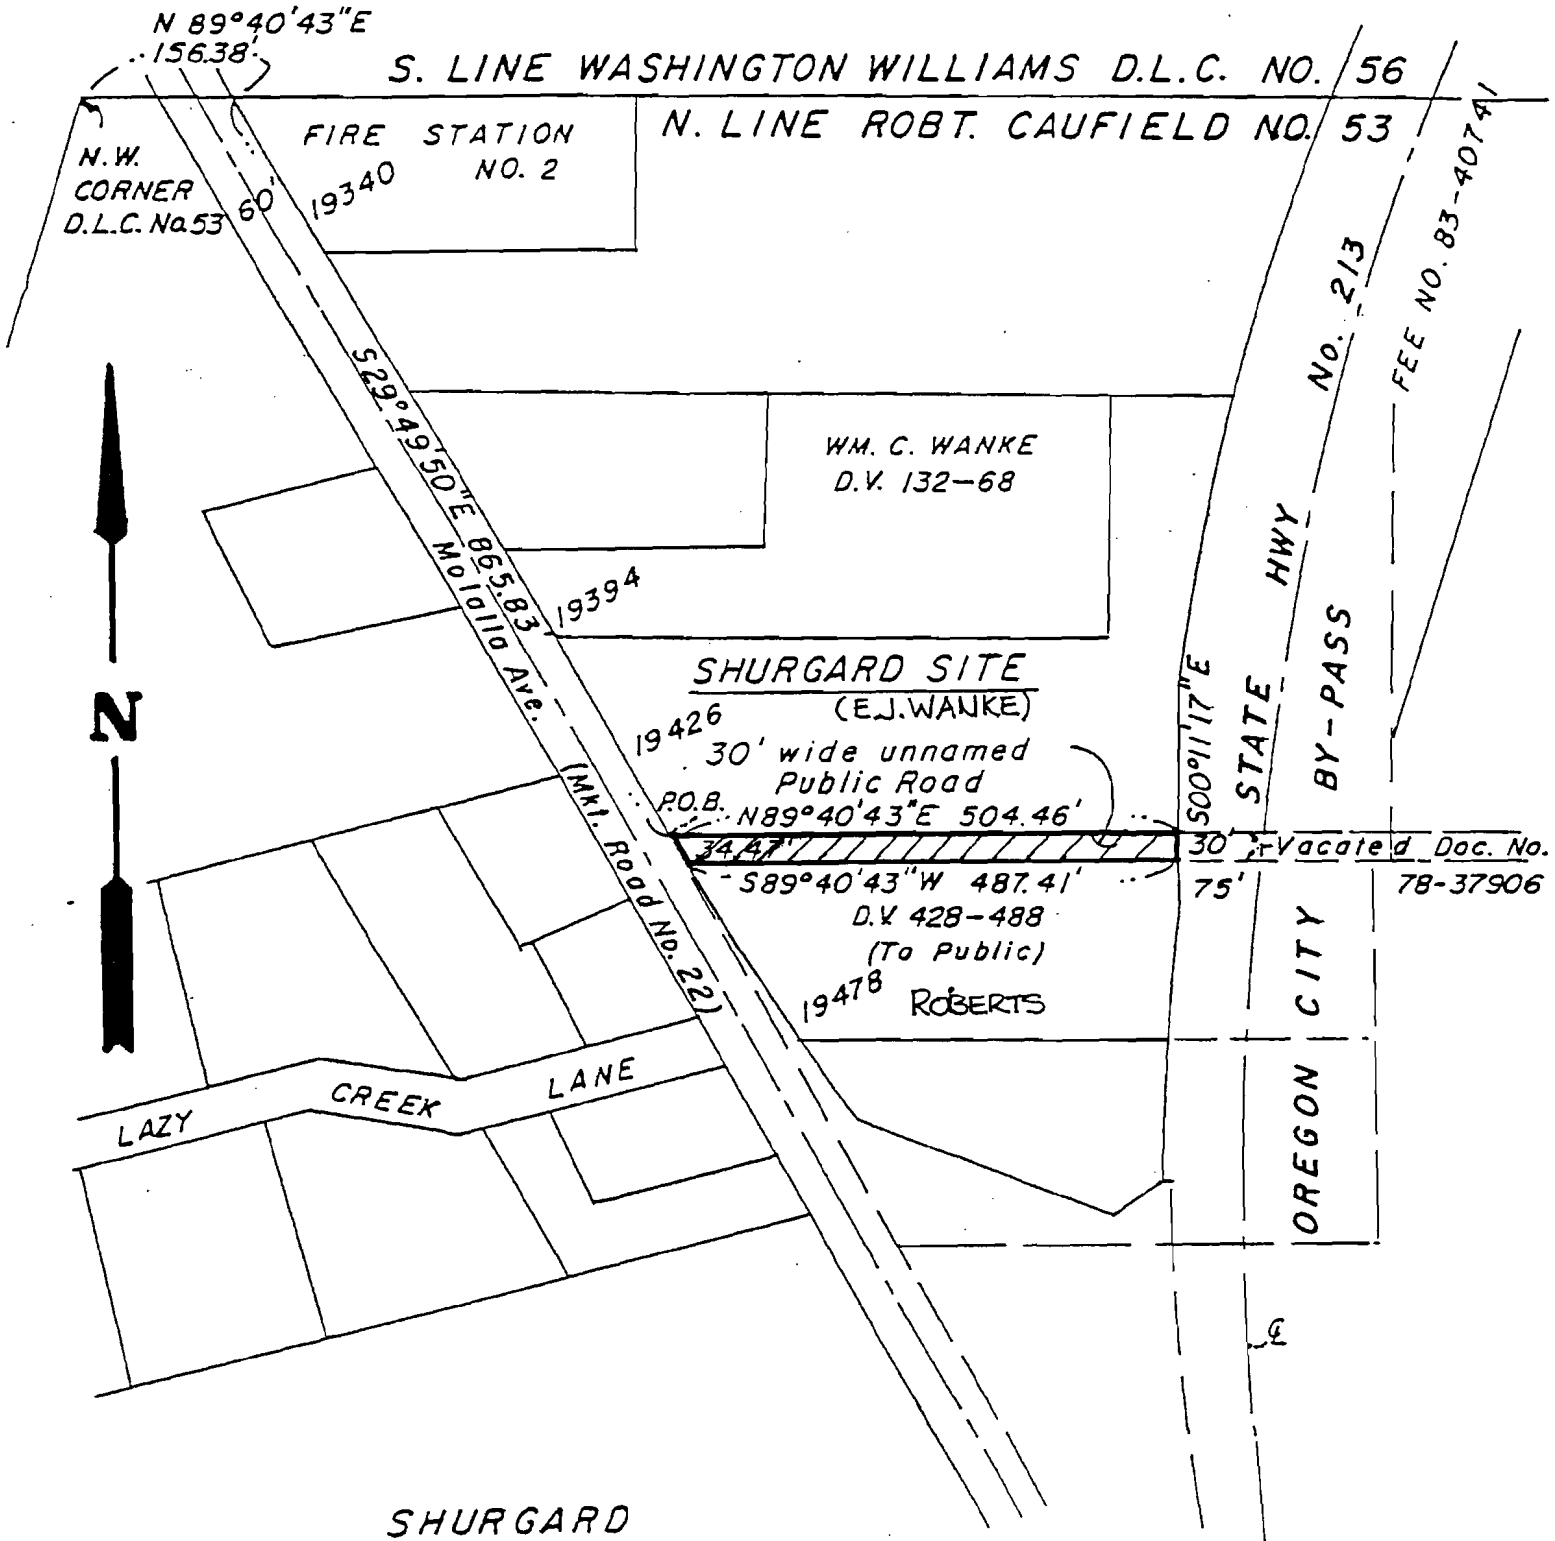 N 89°40'43"E
156.38'
S. LINE WASHINGTON WILLIAMS D.L.C. NO. 56
N. LINE ROBT. CAUFIELD NO. 53
FIRE STATION
NO. 2
N.W.
CORNER
D.L.C. No.53
60'
19340
FEE NO. 83-40741
No. 213
HWY
STATE
BY-PASS
S29°49'50"E 865.83'
Molalla Ave.
(Mkt. Road No. 22)
WM. C. WANKE
D.V. 132-68
19394
N
SHURGARD SITE
(E.J. WANKE)
19426
30' wide unnamed
Public Road
P.O.B.
N89°40'43"E 504.46'
S00°11'17"E
34.47'
30'
Vacated Doc. No.
78-37906
S89°40'43"W 487.41'
75'
D.V. 428-488
(To Public)
19478
ROBERTS
OREGON CITY
LAZY CREEK LANE
℄
SHURGARD